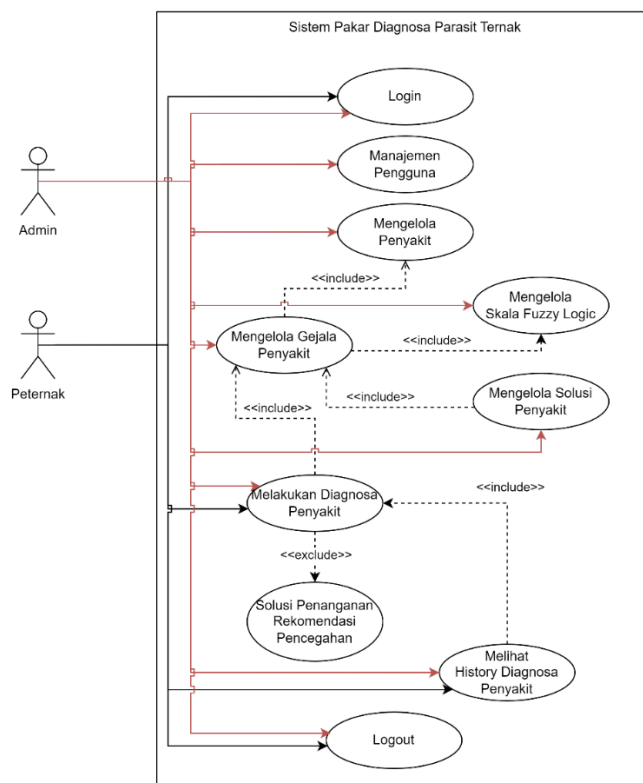 Sistem Pakar Diagnosa Parasit Ternak
Login
Manajemen
Pengguna
Admin
Mengelola
Penyakit
<<include>>
Mengelola
Skala Fuzzy Logic
Mengelola Gejala
Penyakit
<<include>>
Peternak
Mengelola Solusi
Penyakit
<<include>>
<<include>>
Melakukan Diagnosa
Penyakit
<<include>>
<<exclude>>
Solusi Penanganan
Rekomendasi
Pencegahan
Melihat
History Diagnosa
Penyakit
Logout